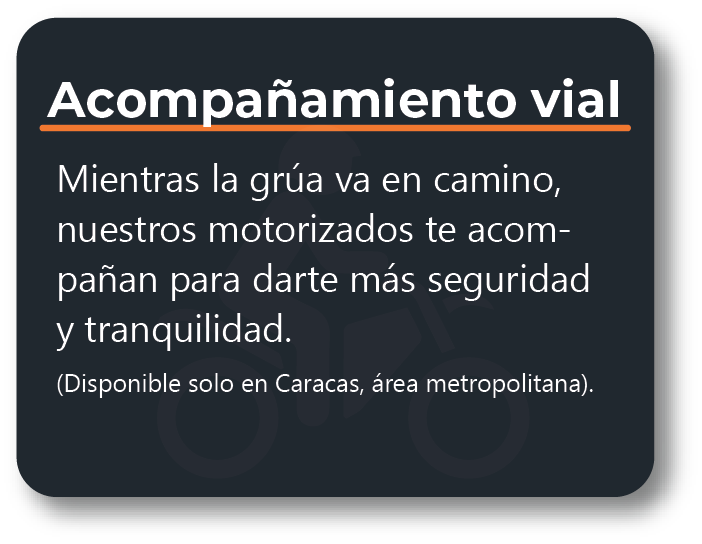 Acompañamiento vial
Mientras la grúa va en camino,
nuestros motorizados te acom-
pañan para darte más seguridad
y tranquilidad.
(Disponible solo en Caracas, área metropolitana).